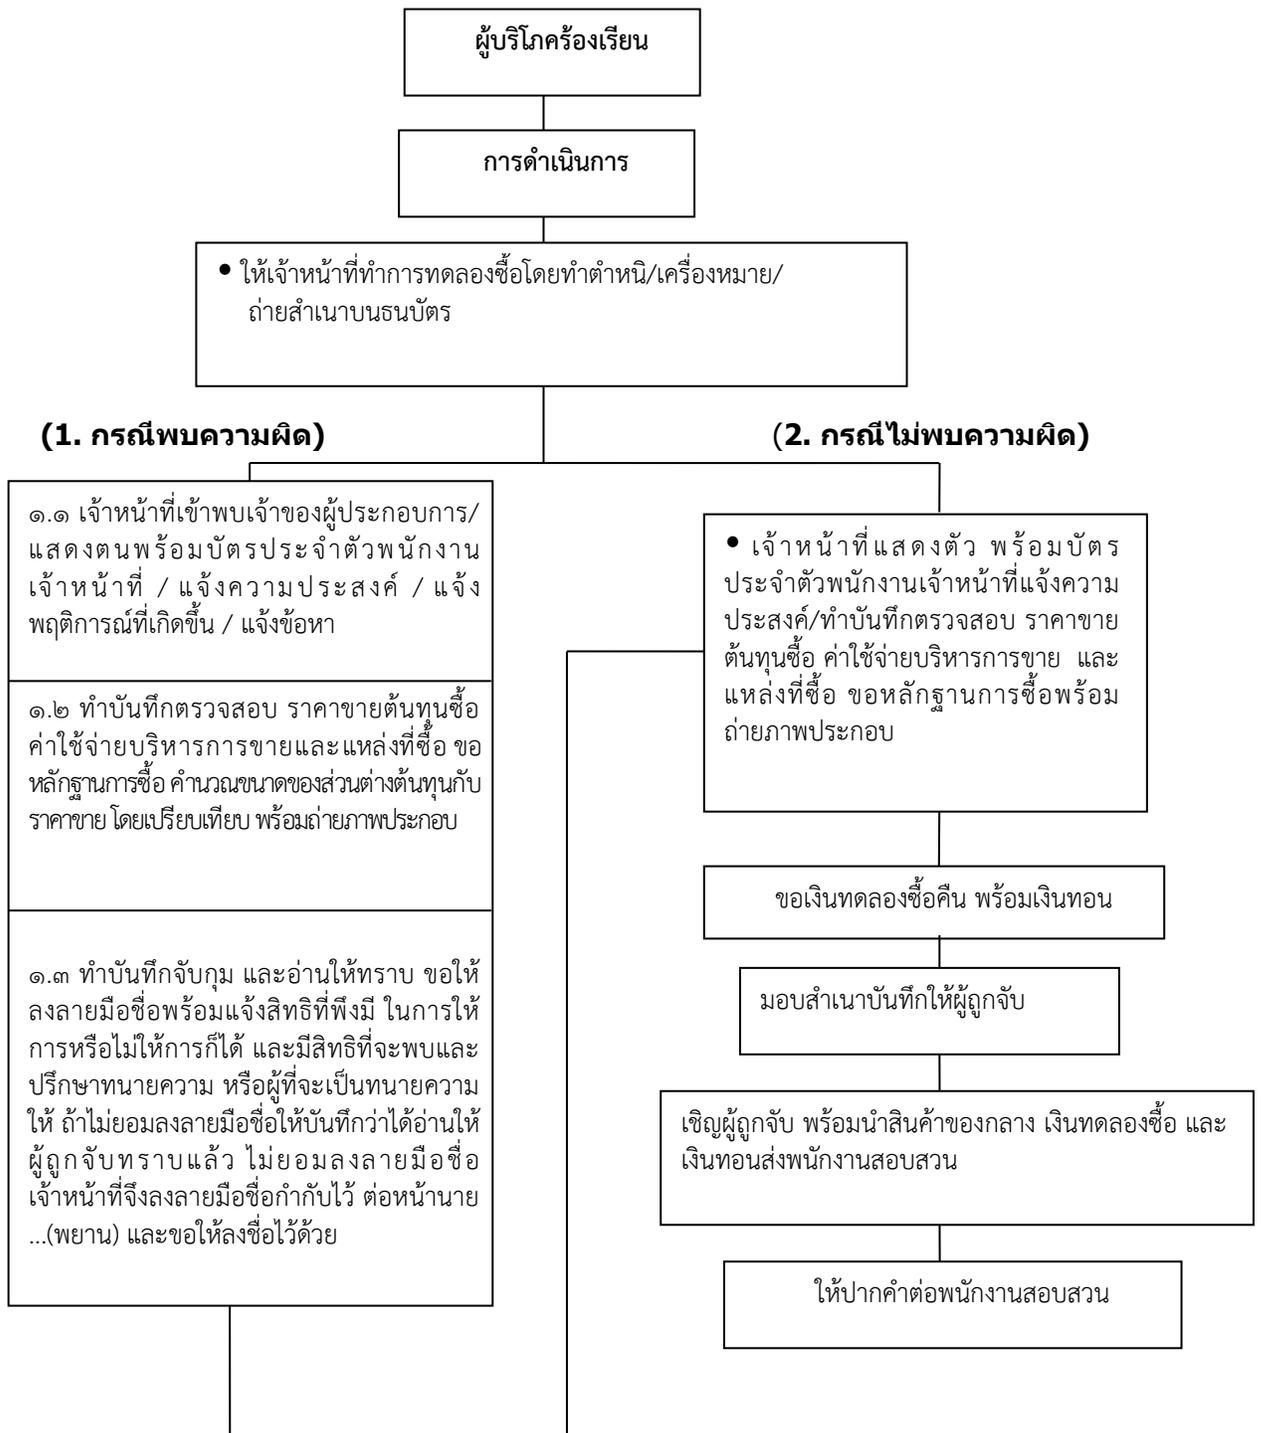 ผู้บริโภคร้องเรียน
การดำเนินการ
• ให้เจ้าหน้าที่ทำการทดลองซื้อโดยทำตำหนิ/เครื่องหมาย/
ถ่ายสำเนาบนธนบัตร
(1. กรณีพบความผิด)
๑.๑ เจ้าหน้าที่เข้าพบเจ้าของผู้ประกอบการ/
แสดงตนพร้อมบัตรประจำตัวพนักงาน
เจ้าหน้าที่ / แจ้งความประสงค์ / แจ้ง
พฤติการณ์ที่เกิดขึ้น / แจ้งข้อหา
๑.๒ ทำบันทึกตรวจสอบ ราคาขายต้นทุนซื้อ
ค่าใช้จ่ายบริหารการขายและแหล่งที่ซื้อ ขอ
หลักฐานการซื้อ คำนวณขนาดของส่วนต่างต้นทุนกับ
ราคาขาย โดยเปรียบเทียบ พร้อมถ่ายภาพประกอบ
๑.๓ ทำบันทึกจับกุม และอ่านให้ทราบ ขอให้
ลงลายมือชื่อพร้อมแจ้งสิทธิที่พึงมี ในการให้
การหรือไม่ให้การก็ได้ และมีสิทธิที่จะพบและ
ปรึกษาทนายความ หรือผู้ที่จะเป็นทนายความ
ให้ ถ้าไม่ยอมลงลายมือชื่อให้บันทึกว่าได้อ่านให้
ผู้ถูกจับทราบแล้ว ไม่ยอมลงลายมือชื่อ
เจ้าหน้าที่จึงลงลายมือชื่อกำกับไว้ ต่อหน้านาย
...(พยาน) และขอให้ลงชื่อไว้ด้วย
(2. กรณีไม่พบความผิด)
• เจ้าหน้าที่แสดงตัว พร้อมบัตร
ประจำตัวพนักงานเจ้าหน้าที่แจ้งความ
ประสงค์/ทำบันทึกตรวจสอบ ราคาขาย
ต้นทุนซื้อ ค่าใช้จ่ายบริหารการขาย และ
แหล่งที่ซื้อ ขอหลักฐานการซื้อพร้อม
ถ่ายภาพประกอบ
ขอเงินทดลองซื้อคืน พร้อมเงินทอน
มอบสำเนาบันทึกให้ผู้ถูกจับ
เชิญผู้ถูกจับ พร้อมนำสินค้าของกลาง เงินทดลองซื้อ และ
เงินทอนส่งพนักงานสอบสวน
ให้ปากคำต่อพนักงานสอบสวน